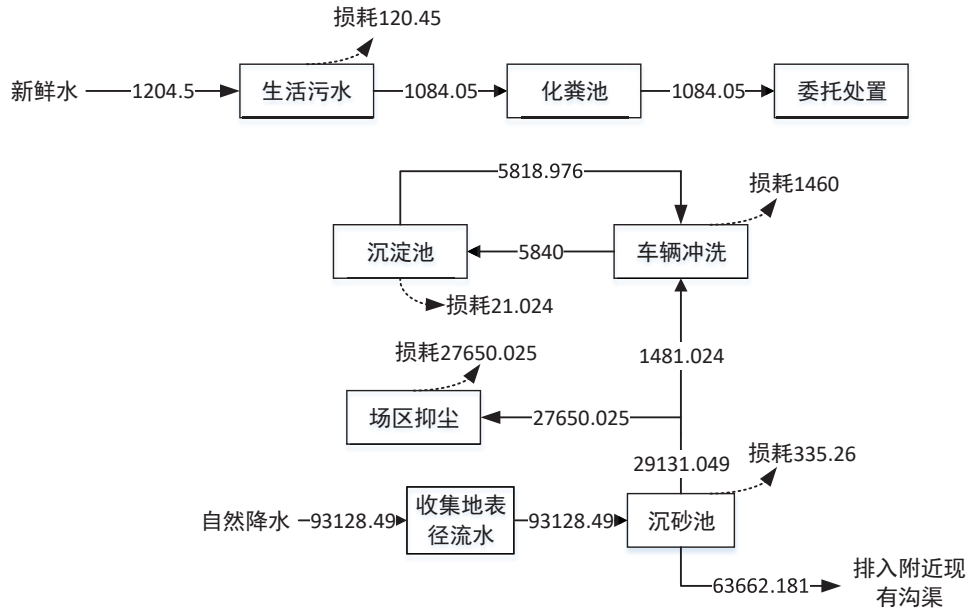 损耗120.45
新鲜水
1204.5
生活污水
1084.05
化粪池
1084.05
委托处置
5818.976
损耗1460
沉淀池
5840
车辆冲洗
损耗21.024
损耗27650.025
1481.024
场区抑尘
27650.025
29131.049
损耗335.26
自然降水
93128.49
收集地表
径流水
93128.49
沉砂池
63662.181
排入附近现
有沟渠